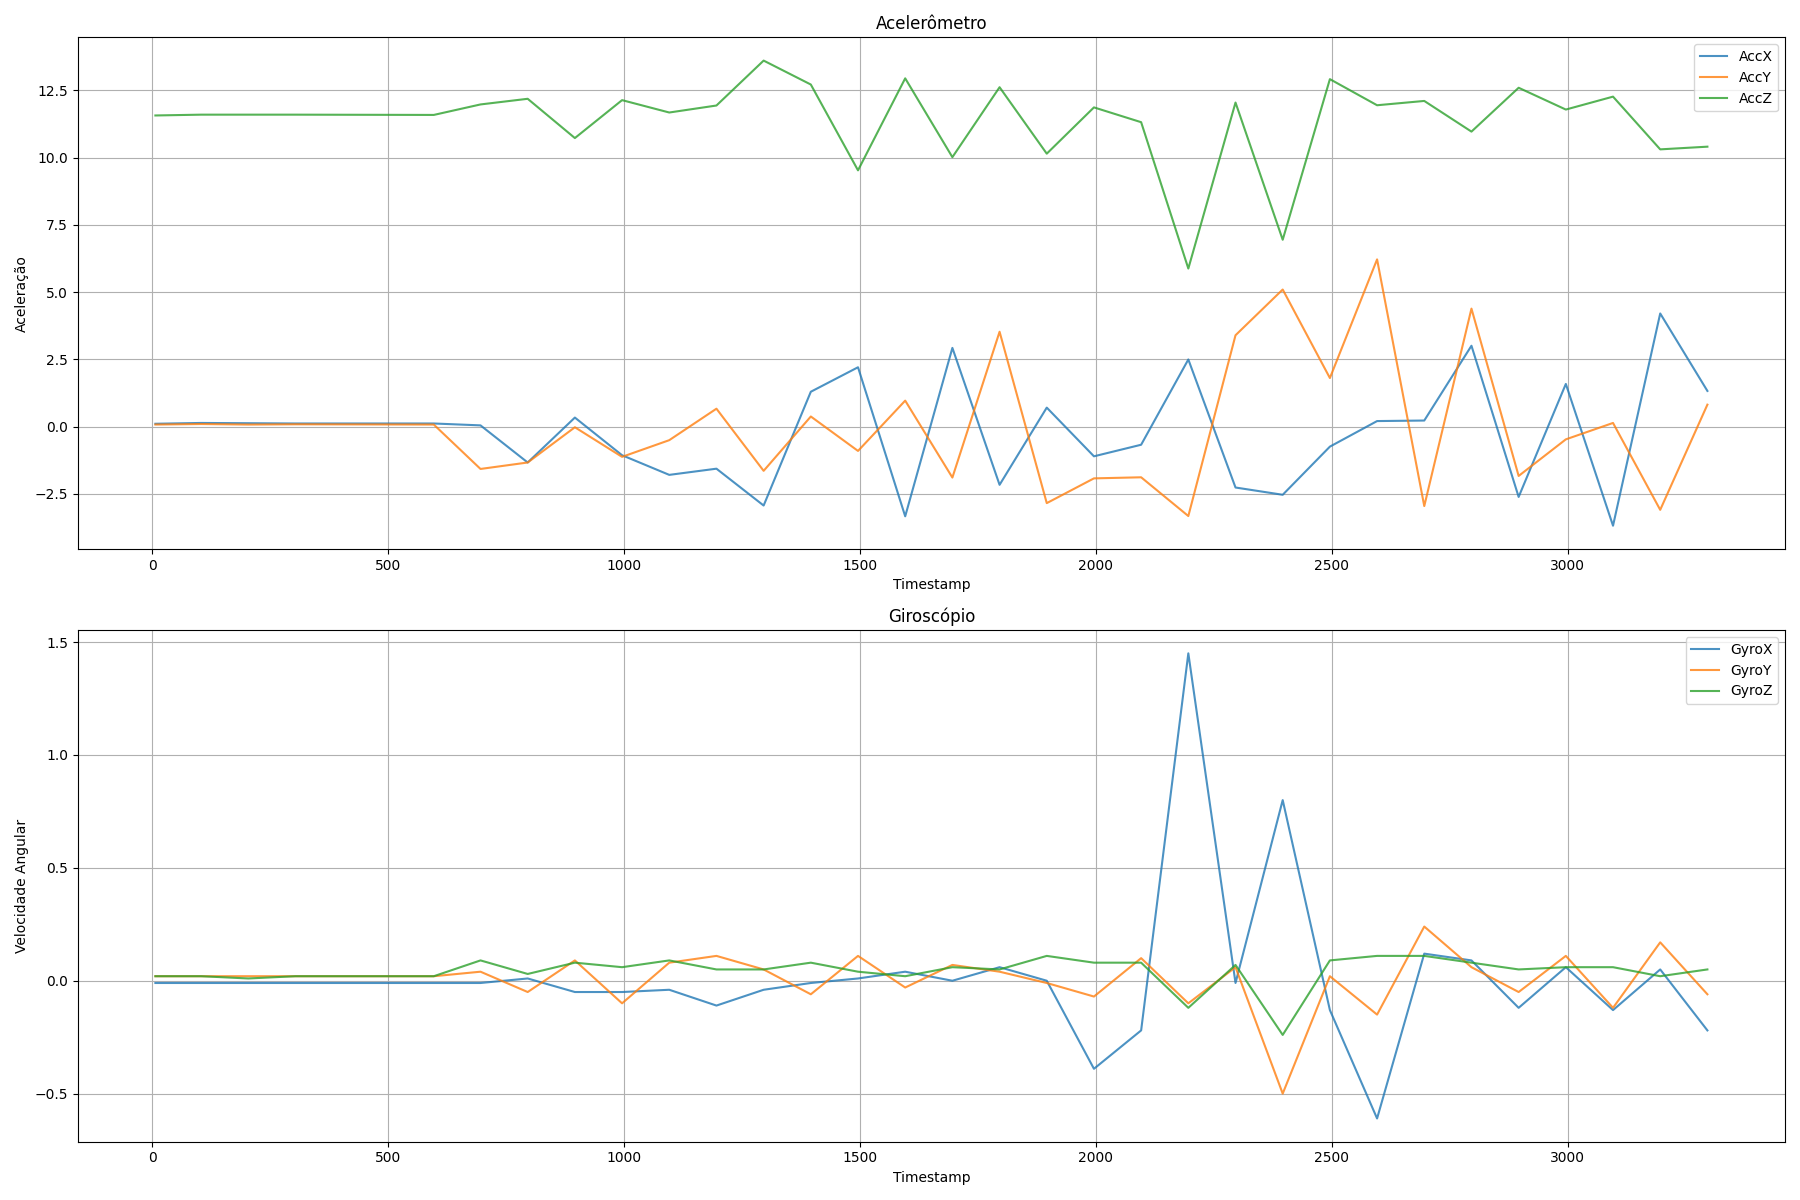 Acelerômetro
AccX
AccY
AccZ
12.5
10.0
7.5
5.0
2.5
0.0
−2.5
Aceleração
0 500 1000 1500 2000 2500 3000
Timestamp
Giroscópio
GyroX
GyroY
GyroZ
1.5
1.0
0.5
0.0
−0.5
Velocidade Angular
0 500 1000 1500 2000 2500 3000
Timestamp